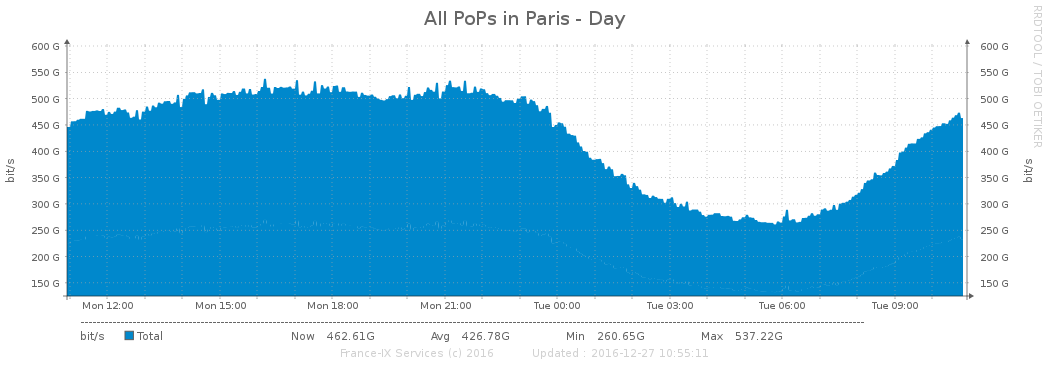 All PoPs in Paris - Day
RRDTOOL / TOBI OETIKER
600 G 600 G
550 G 550 G
500 G 500 G
450 G 450 G
400 G 400 G
350 G 350 G
300 G 300 G
250 G 250 G
200 G 200 G
150 G 150 G
bit/s
bit/s
Mon 12:00 Mon 15:00 Mon 18:00 Mon 21:00 Tue 00:00 Tue 03:00 Tue 06:00 Tue 09:00
bit/s Total Now 462.61G Avg 426.78G Min 260.65G Max 537.22G
France-IX Services (c) 2016 Updated : 2016-12-27 10:55:11